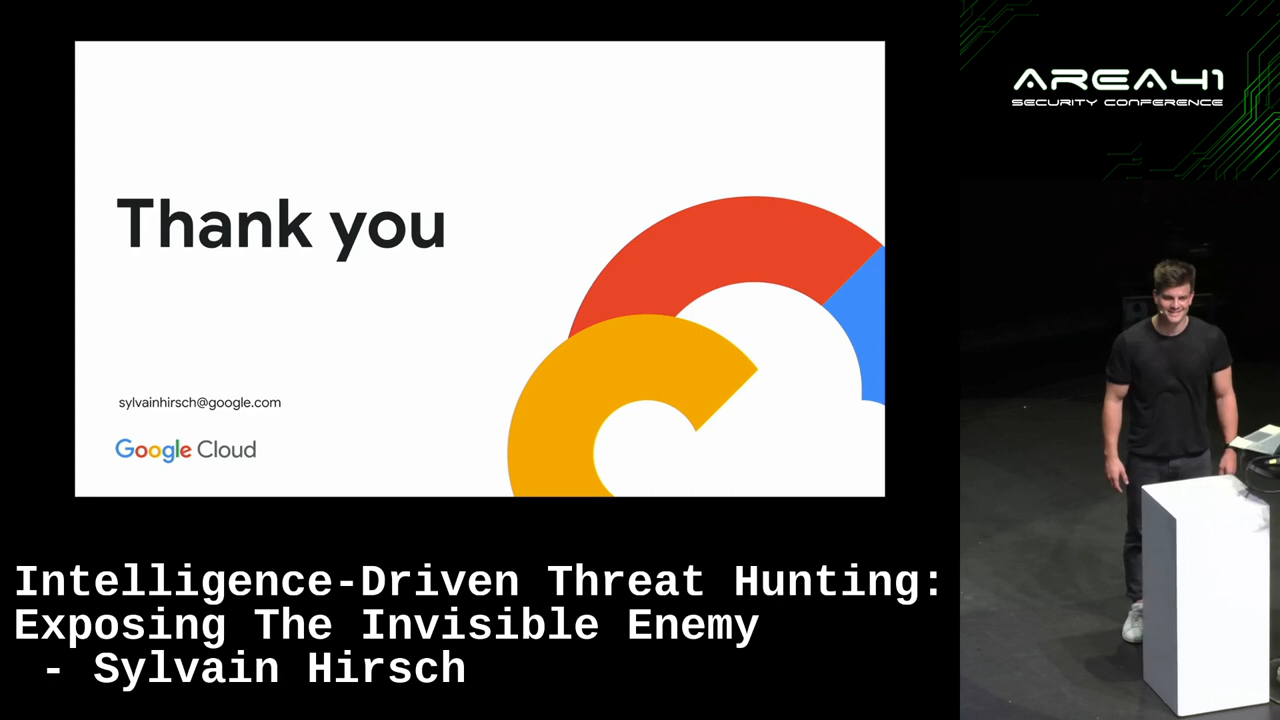 Thank you
sylvainhirsch@google.com
Google Cloud
AREA41
SECURITY CONFERENCE
Intelligence-Driven Threat Hunting:
Exposing The Invisible Enemy
- Sylvain Hirsch